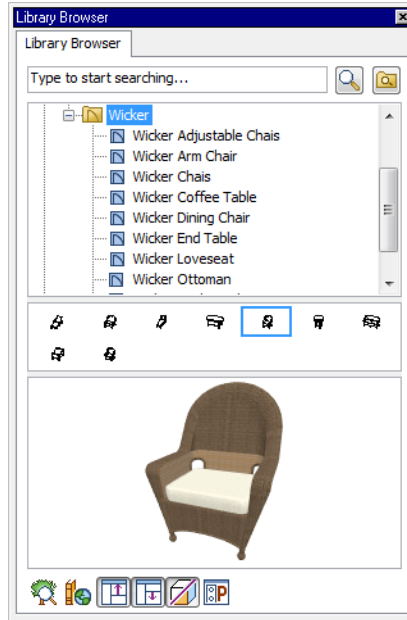 Library Browser
Library Browser
Type to start searching...
Wicker
Wicker Adjustable Chais
Wicker Arm Chair
Wicker Chais
Wicker Coffee Table
Wicker Dining Chair
Wicker End Table
Wicker Loveseat
Wicker Ottoman
P